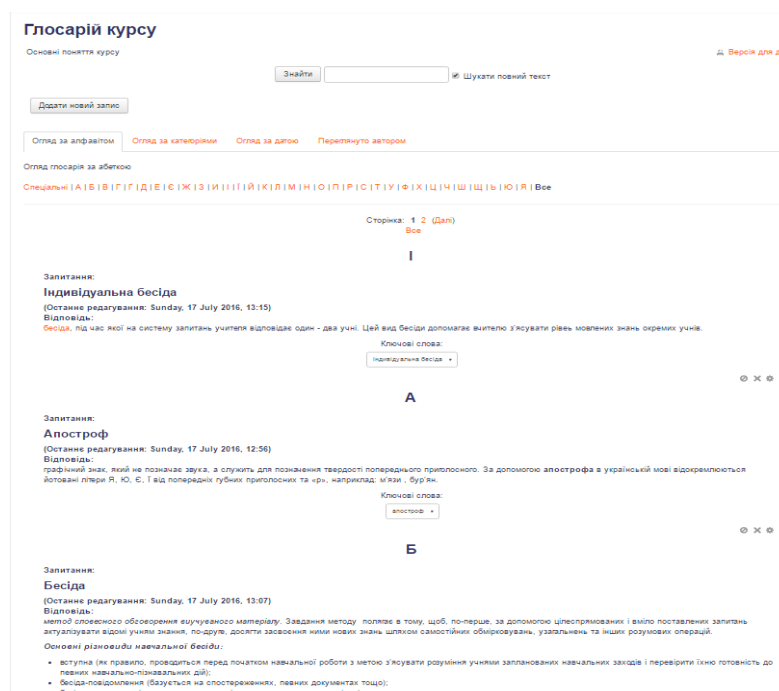 Глосарій курсу
Основні поняття курсу
Версія для д
Знайти
Шукати повний текст
Додати новий запис
Огляд за алфавітом Огляд за категоріями Огляд за датою Переглянуто автором
Огляд глосарія за абеткою
Спеціальні | А | Б | В | Г | Ґ | Д | Е | Є | Ж | З | И | І | Ї | Й | К | Л | М | Н | О | П | Р | С | Т | У | Ф | Х | Ц | Ч | Ш | Щ | Ь | Ю | Я | Все
Сторінка: 1 2 (Далі)
Все
І
Запитання:
Індивідуальна бесіда
(Останнє редагування: Sunday, 17 July 2016, 13:15)
Відповідь:
бесіда, під час якої на систему запитань учителя відповідає один - два учні. Цей вид бесіди допомагає вчителю з'ясувати рівеь мовлених знань окремих учнів.
Ключові слова:
індивідуальна бесіда
А
Запитання:
Апостроф
(Останнє редагування: Sunday, 17 July 2016, 12:56)
Відповідь:
графічний знак, який не позначає звука, а служить для позначення твердості попереднього приголосного. За допомогою апострофа в українській мові відокремлюються
йотовані літери Я, Ю, Є, Ї від попередніх губних приголосних та «р», наприклад: м'язи , бур'ян.
Ключові слова:
апостроф
Б
Запитання:
Бесіда
(Останнє редагування: Sunday, 17 July 2016, 13:07)
Відповідь:
метод словесного обговорення виучуваного матеріалу. Завдання методу полягає в тому, щоб, по-перше, за допомогою цілеспрямованих і вміло поставлених запитань
актуалізувати відомі учням знання, по-друге, досягти засвоєння ними нових знань шляхом самостійних обмірковувань, узагальнень та інших розумових операцій.
Основні різновиди навчальної бесіди:
• вступна (як правило, проводиться перед початком навчальної роботи з метою з'ясувати розуміння учнями запланованих навчальних заходів і перевірити їхню готовність до
певних навчально-пізнавальних дій);
• бесіда-повідомлення (базується на спостереженнях, певних документах тощо);